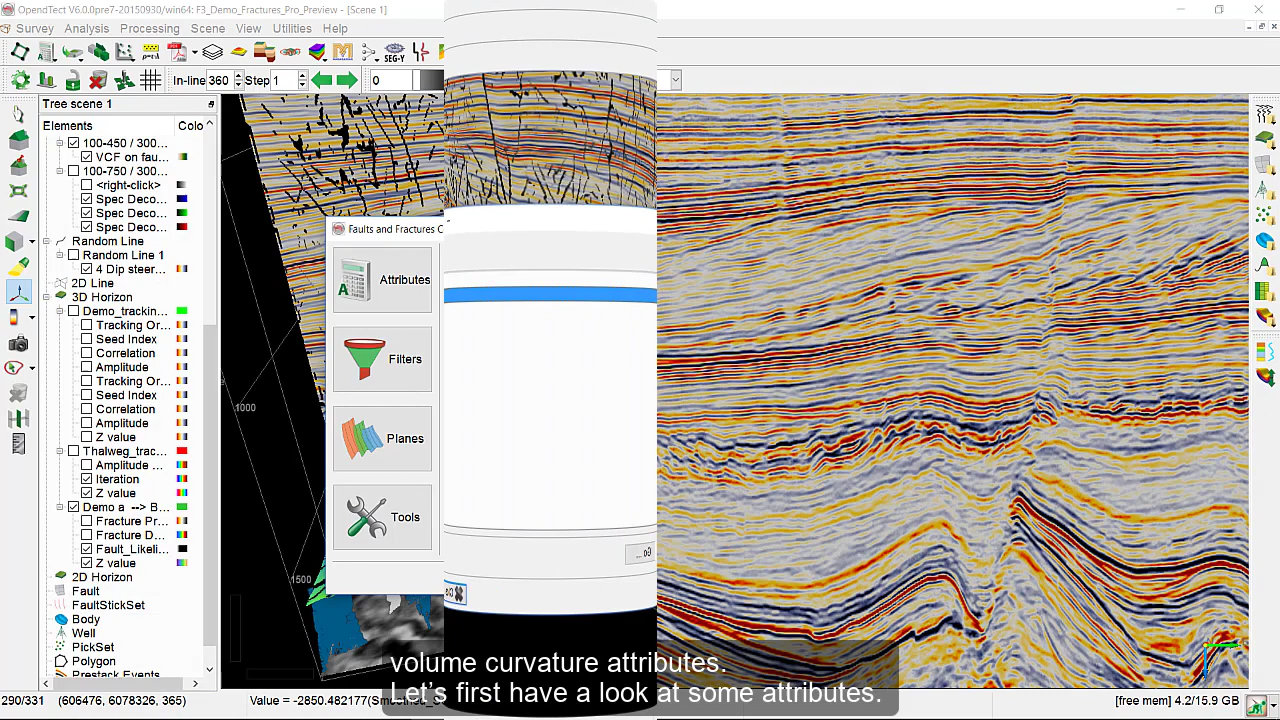 OpendTect V6.0.0pre7-20150930/win64: F3_Demo_Fractures_Pro_Preview - [Scene 1]
Survey Analysis Processing Scene View Utilities Help
SEG-Y
In-line 360 Step 1 0
Tree scene 1
Elements Colo
100-450 / 300...
VCF on fau...
100-750 / 300...
<right-click>
Spec Deco...
Spec Deco...
Spec Deco...
Random Line
Random Line 1
4 Dip steer...
2D Line
3D Horizon
Demo_trackin...
Tracking Or...
Seed Index
Correlation
Amplitude
Tracking Or...
Seed Index
Correlation
Amplitude
Z value
Thalweg_trac...
Amplitude ...
Iteration
Z value
Demo a --> B...
Fracture Pr...
Fracture D...
Fault_Likeli...
Z value
2D Horizon
Fault
FaultStickSet
Body
Well
PickSet
Polygon
Prestack Events
1000
1500
Faults and Fractures C
Attributes
Filters
Planes
Tools
Go ...
volume curvature attributes.
Let's first have a look at some attributes.
290/331 (606476, 6078326, 365) Value = -2850.482177 (Smoothed_S [free mem] 4.2/15.9 GB